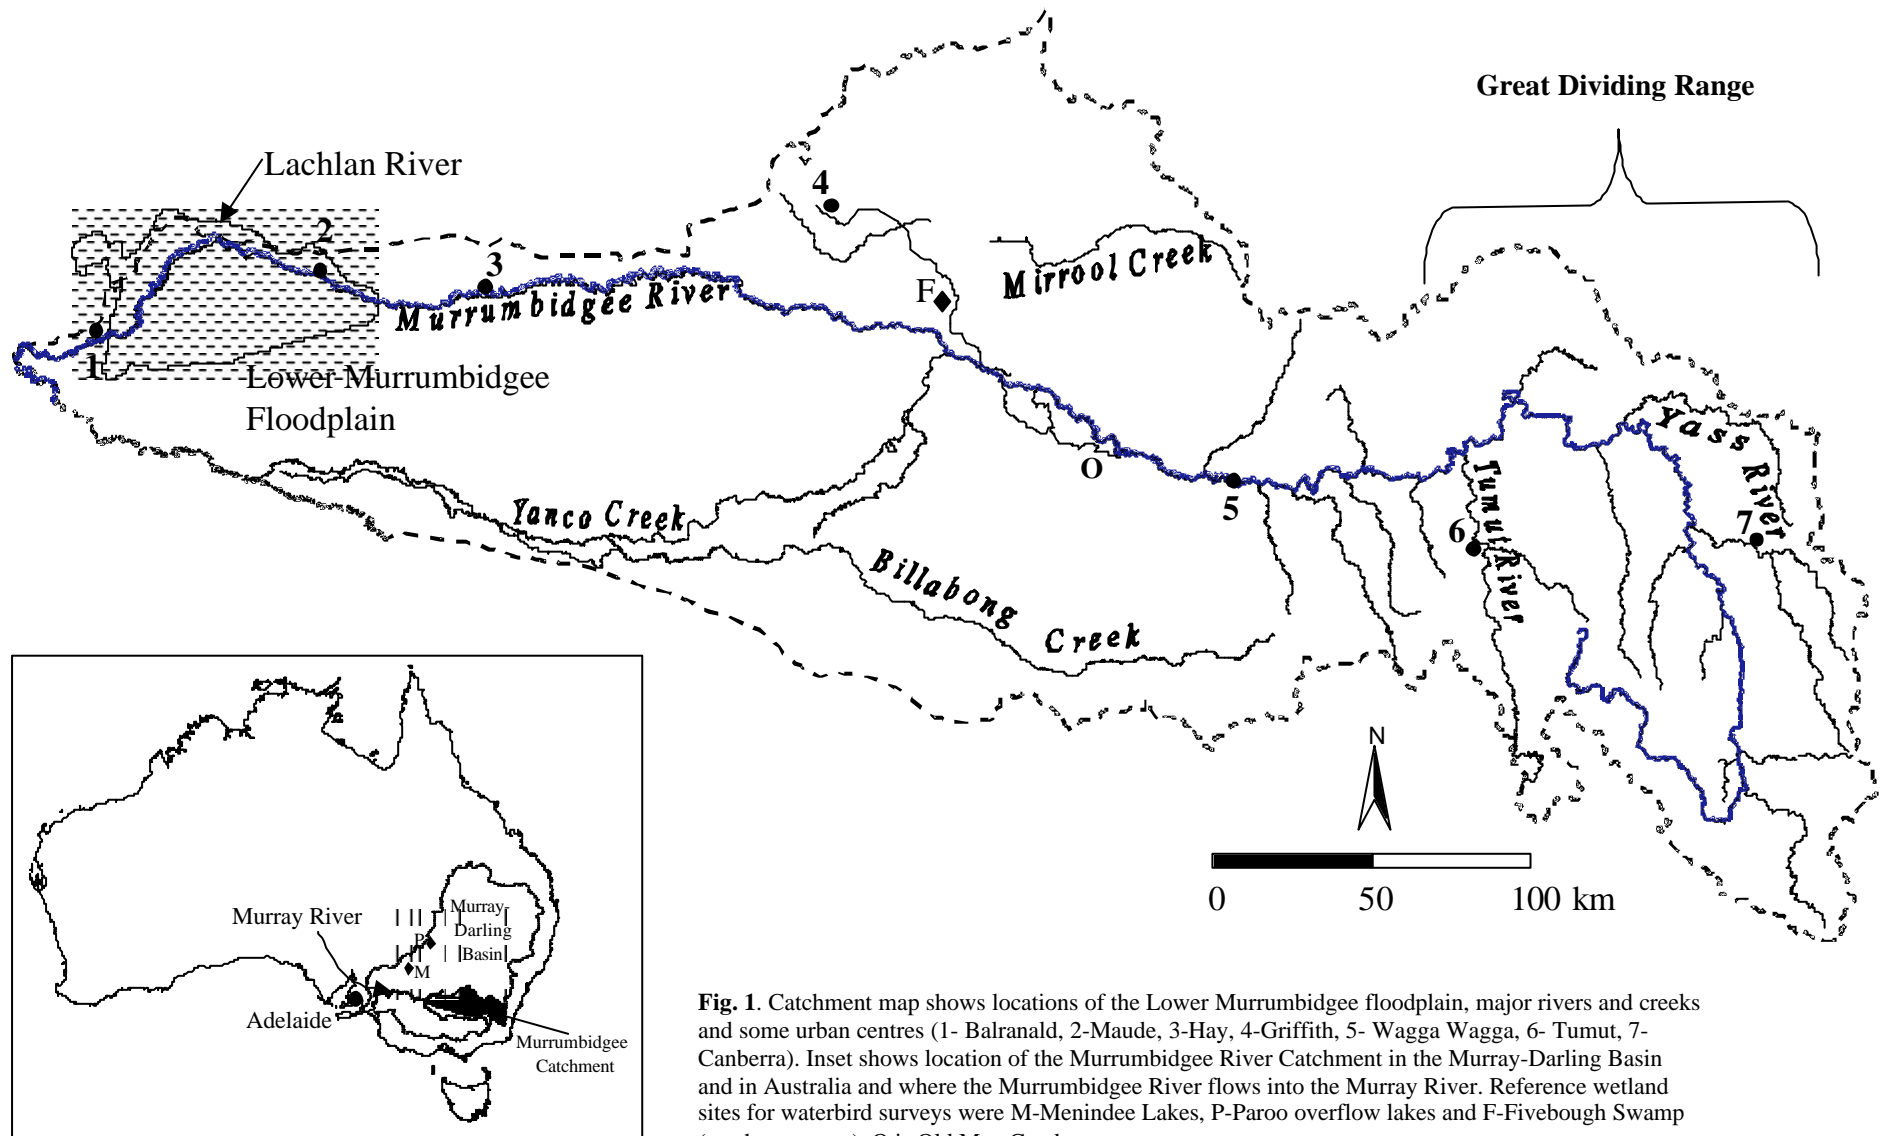 Great Dividing Range
Lachlan River
4
2
3
Mirrool Creek
F
Murrumbidgee River
1
Lower Murrumbidgee
Floodplain
Yass River
O
Tumut River
5
6
7
Yanco Creek
Billabong Creek
N
0 50 100 km
Murray River
Murray-
Darling
Basin
P
M
Adelaide
Murrumbidgee
Catchment
Fig. 1. Catchment map shows locations of the Lower Murrumbidgee floodplain, major rivers and creeks
and some urban centres (1- Balranald, 2-Maude, 3-Hay, 4-Griffith, 5- Wagga Wagga, 6- Tumut, 7-
Canberra). Inset shows location of the Murrumbidgee River Catchment in the Murray-Darling Basin
and in Australia and where the Murrumbidgee River flows into the Murray River. Reference wetland
sites for waterbird surveys were M-Menindee Lakes, P-Paroo overflow lakes and F-Fivebough Swamp